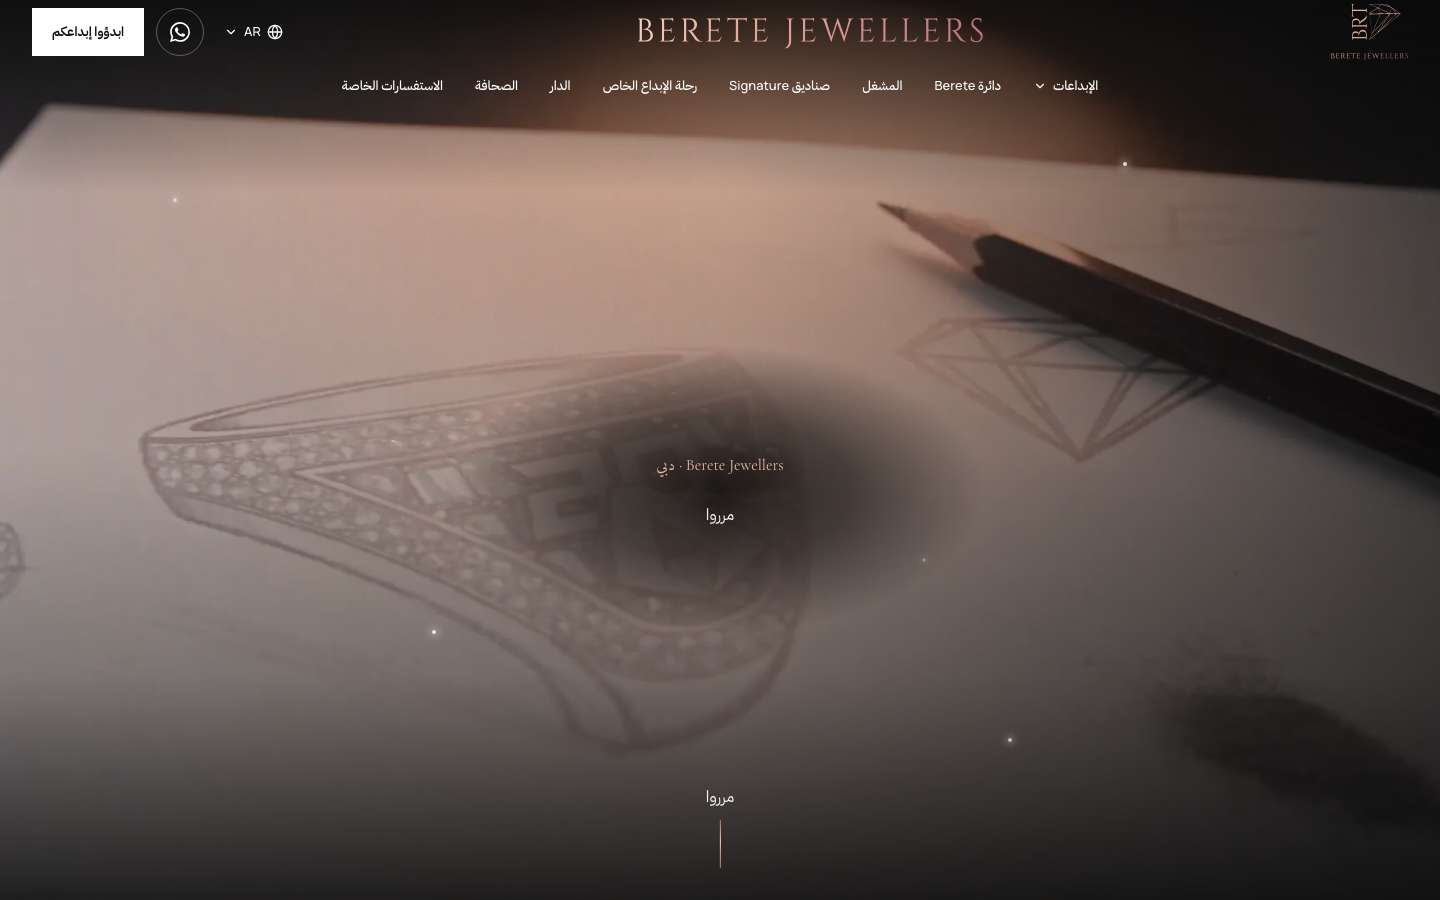 BRT
BERETE JEWELLERS
BERETE JEWELLERS
AR
ابدؤوا إبداعكم
الإبداعات
دائرة Berete
المشغل
صناديق Signature
رحلة الإبداع الخاص
الدار
الصحافة
الاستفسارات الخاصة
Berete Jewellers · دبي
مرروا
مرروا